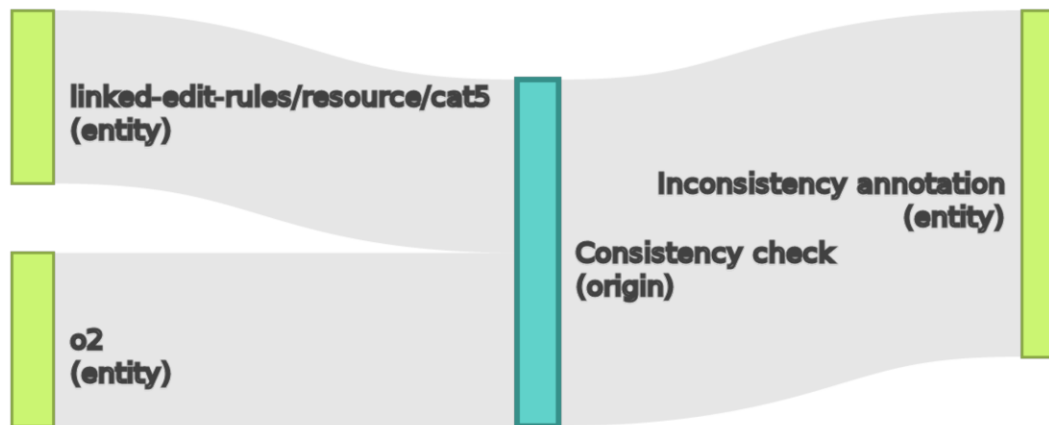 linked-edit-rules/resource/cat5
(entity)
o2
(entity)
Consistency check
(origin)
Inconsistency annotation
(entity)